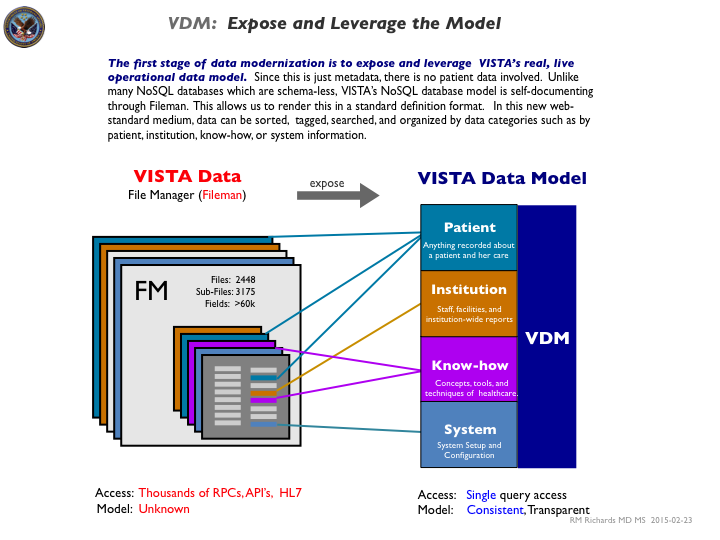 VDM: Expose and Leverage the Model
The first stage of data modernization is to expose and leverage VISTA's real, live
operational data model. Since this is just metadata, there is no patient data involved. Unlike
many NoSQL databases which are schema-less, VISTA's NoSQL database model is self-documenting
through Fileman. This allows us to render this in a standard definition format. In this new web-
standard medium, data can be sorted, tagged, searched, and organized by data categories such as by
patient, institution, know-how, or system information.
VISTA Data
File Manager (Fileman)
expose
VISTA Data Model
FM
Files: 2448
Sub-Files: 3175
Fields: >60k
Patient
Anything recorded about
a patient and her care
Institution
Staff, facilities, and
institution-wide reports
Know-how
Concepts, tools, and
techniques of healthcare.
System
System Setup and
Configuration
VDM
Access: Thousands of RPCs, API's, HL7
Model: Unknown
Access: Single query access
Model: Consistent, Transparent
RM Richards MD MS 2015-02-23